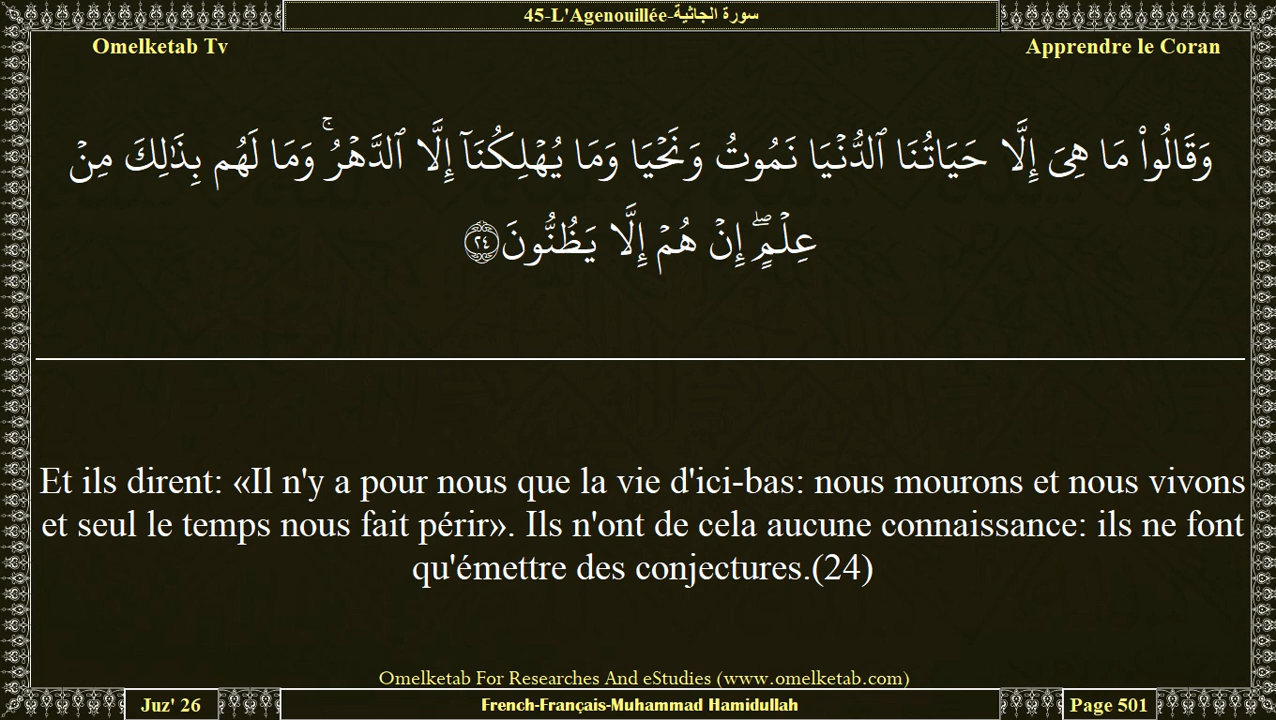 45-L'Agenouillée-سورة الجاثية
Omelketab Tv
Apprendre le Coran
وَقَالُوا۟ مَا هِىَ إِلَّا حَيَاتُنَا ٱلدُّنْيَا نَمُوتُ وَنَحْيَا وَمَا يُهْلِكُنَآ إِلَّا ٱلدَّهْرُ ۚ وَمَا لَهُم بِذَٰلِكَ مِنْ
عِلْمٍ ۖ إِنْ هُمْ إِلَّا يَظُنُّونَ ٢٤
Et ils dirent: «Il n'y a pour nous que la vie d'ici-bas: nous mourons et nous vivons
et seul le temps nous fait périr». Ils n'ont de cela aucune connaissance: ils ne font
qu'émettre des conjectures.(24)
Omelketab For Researches And eStudies (www.omelketab.com)
Juz' 26
French-Français-Muhammad Hamidullah
Page 501